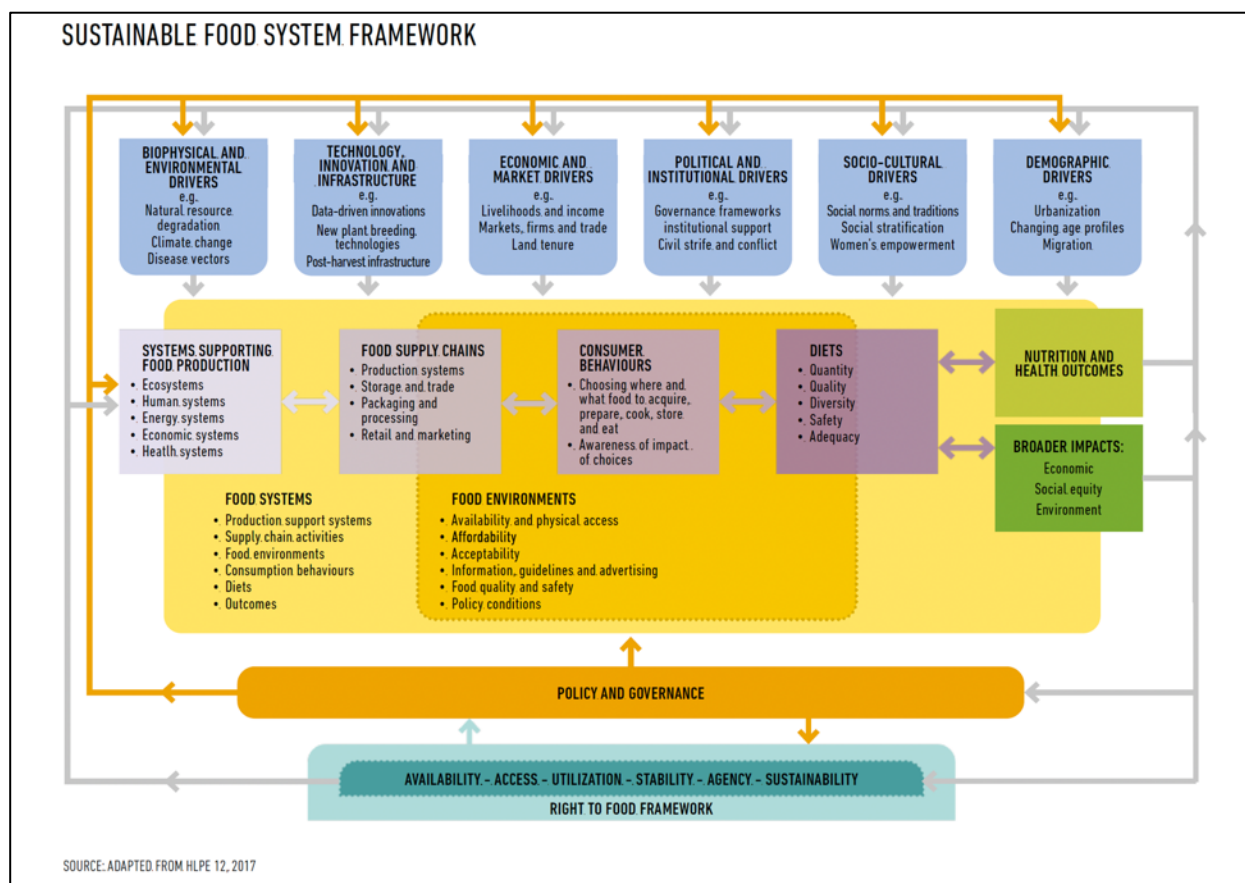 SUSTAINABLE FOOD SYSTEM FRAMEWORK
BIOPHYSICAL AND
ENVIRONMENTAL
DRIVERS
e.g.
Natural resource
degradation
Climate change
Disease vectors
TECHNOLOGY,
INNOVATION AND
INFRASTRUCTURE
e.g.
Data-driven innovations
New plant breeding
technologies
Post-harvest infrastructure
ECONOMIC AND
MARKET DRIVERS
e.g.
Livelihoods and income
Markets, firms and trade
Land tenure
POLITICAL AND
INSTITUTIONAL DRIVERS
e.g.
Governance frameworks
institutional support
Civil strife and conflict
SOCIO-CULTURAL
DRIVERS
e.g.
Social norms and traditions
Social stratification
Women's empowerment
DEMOGRAPHIC
DRIVERS
e.g.
Urbanization
Changing age profiles
Migration
SYSTEMS SUPPORTING
FOOD PRODUCTION
• Ecosystems
• Human systems
• Energy systems
• Economic systems
• Heatlh systems
FOOD SUPPLY CHAINS
• Production systems
• Storage and trade
• Packaging and
processing
• Retail and marketing
CONSUMER
BEHAVIOURS
• Choosing where and
what food to acquire,
prepare, cook, store
and eat
• Awareness of impact
of choices
DIETS
• Quantity
• Quality
• Diversity
• Safety
• Adequacy
NUTRITION AND
HEALTH OUTCOMES
BROADER IMPACTS:
Economic
Social equity
Environment
FOOD SYSTEMS
• Production support systems
• Supply chain activities
• Food environments
• Consumption behaviours
• Diets
• Outcomes
FOOD ENVIRONMENTS
• Availability and physical access
• Affordability
• Acceptability
• Information, guidelines and advertising
• Food quality and safety
• Policy conditions
POLICY AND GOVERNANCE
AVAILABILITY - ACCESS - UTILIZATION - STABILITY - AGENCY - SUSTAINABILITY
RIGHT TO FOOD FRAMEWORK
SOURCE: ADAPTED FROM HLPE 12, 2017